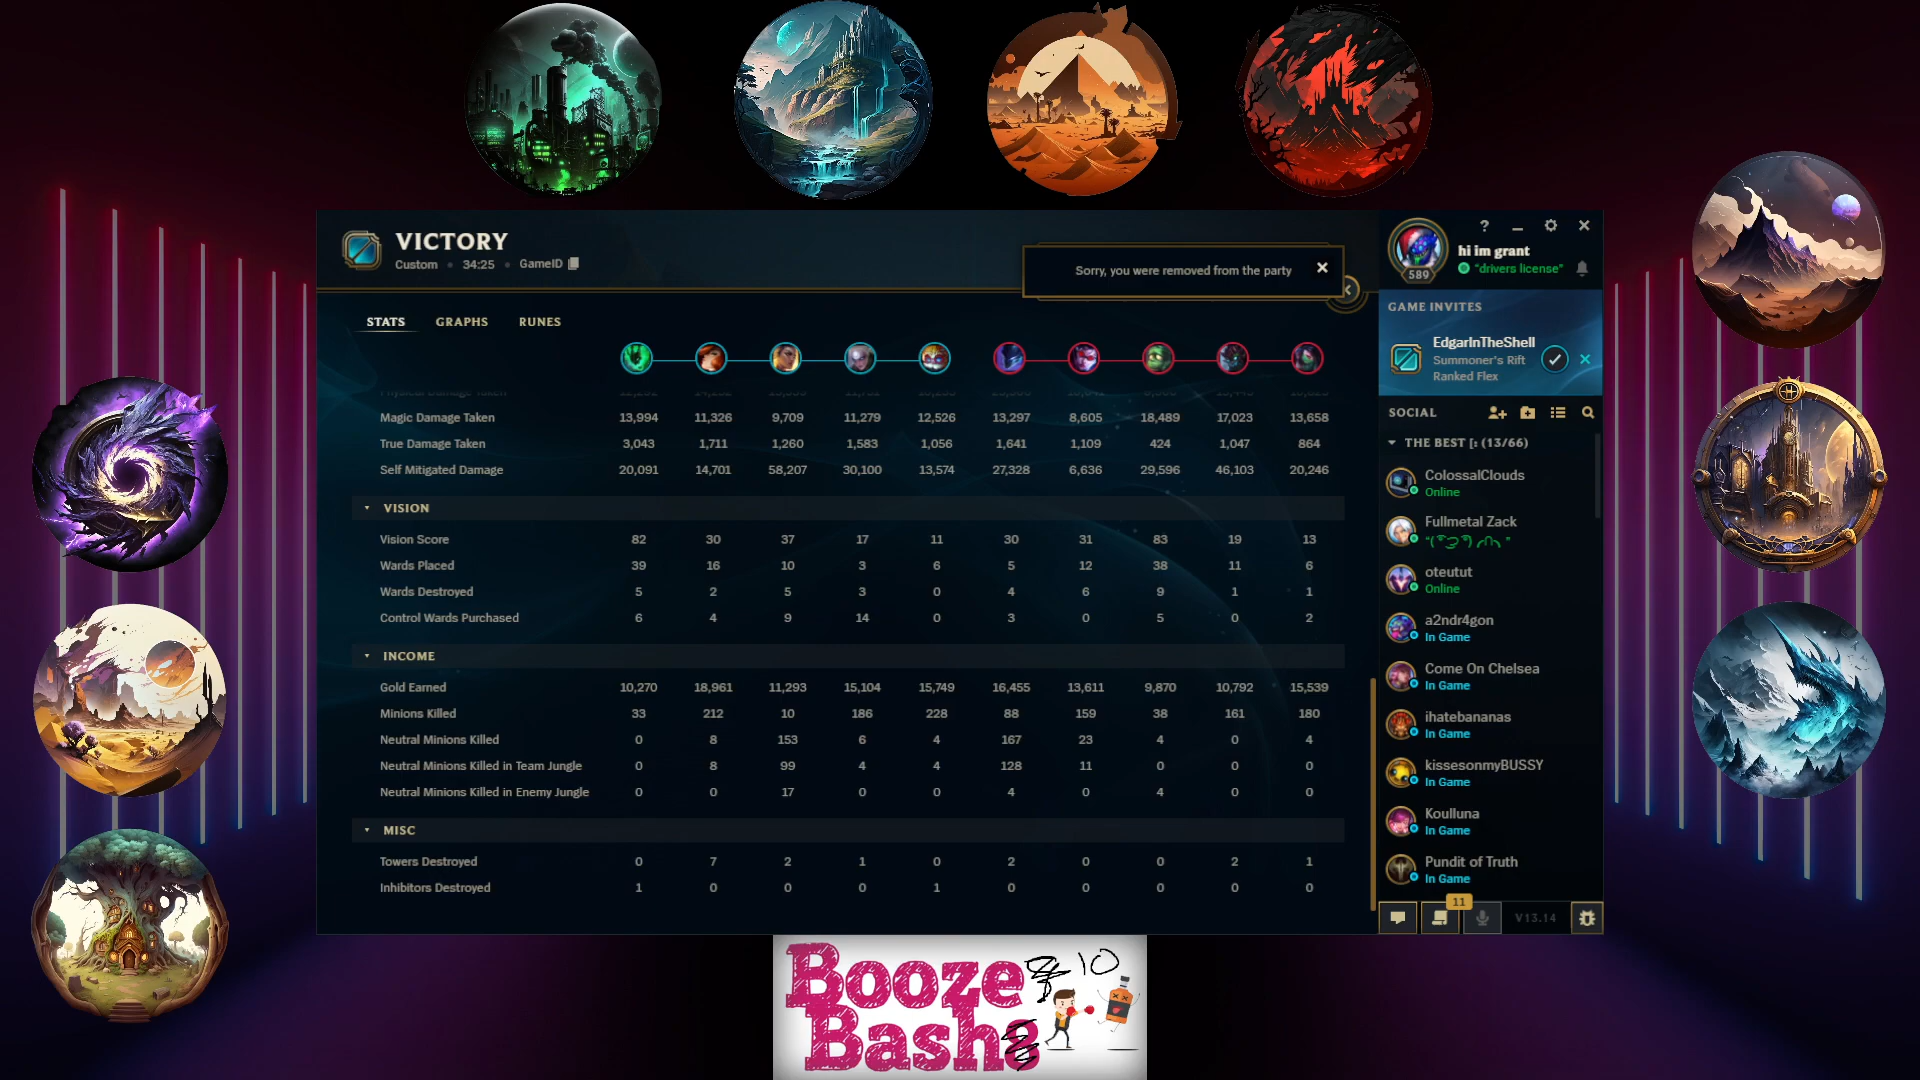 VICTORY
Custom • 34:25 • GameID
Sorry, you were removed from the party
STATS GRAPHS RUNES
Physical Damage Taken
Magic Damage Taken 13,994 11,326 9,709 11,279 12,526 13,297 8,605 18,489 17,023 13,658
True Damage Taken 3,043 1,711 1,260 1,583 1,056 1,641 1,109 424 1,047 864
Self Mitigated Damage 20,091 14,701 58,207 30,100 13,574 27,328 6,636 29,596 46,103 20,246
VISION
Vision Score 82 30 37 17 11 30 31 83 19 13
Wards Placed 39 16 10 3 6 5 12 38 11 6
Wards Destroyed 5 2 5 3 0 4 6 9 1 1
Control Wards Purchased 6 4 9 14 0 3 0 5 0 2
INCOME
Gold Earned 10,270 18,961 11,293 15,104 15,749 16,455 13,611 9,870 10,792 15,539
Minions Killed 33 212 10 186 228 88 159 38 161 180
Neutral Minions Killed 0 8 153 6 4 167 23 4 0 4
Neutral Minions Killed in Team Jungle 0 8 99 4 4 128 11 0 0 0
Neutral Minions Killed in Enemy Jungle 0 0 17 0 0 4 0 4 0 0
MISC
Towers Destroyed 0 7 2 1 0 2 0 0 2 1
Inhibitors Destroyed 1 0 0 0 1 0 0 0 0 0
?
hi im grant
589
"drivers license"
GAME INVITES
EdgarInTheShell
Summoner's Rift
Ranked Flex
SOCIAL
THE BEST [: (13/66)
ColossalClouds
Online
Fullmetal Zack
oteutut
Online
a2ndr4gon
In Game
Come On Chelsea
In Game
ihatebananas
In Game
kissesonmyBUSSY
In Game
Koulluna
In Game
Pundit of Truth
In Game
11
V13.14
Booze
10
Bash